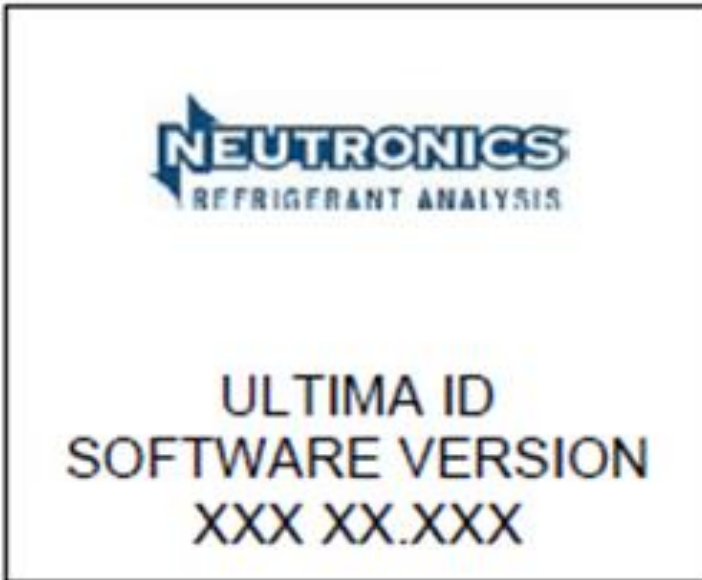 NEUTRONICS
REFRIGERANT ANALYSIS
ULTIMA ID
SOFTWARE VERSION
XXX XX.XXX